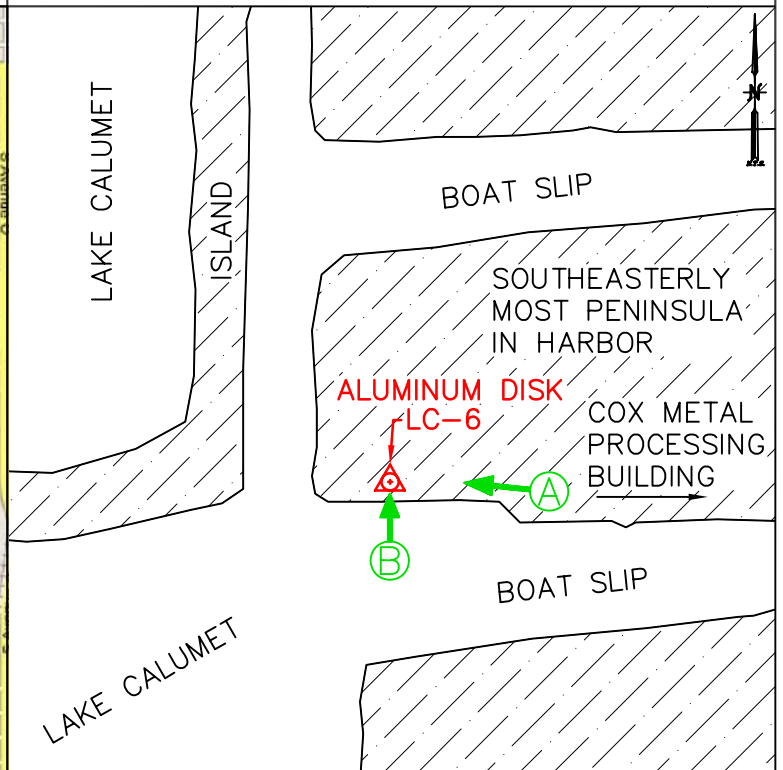 LAKE CALUMET
ISLAND
BOAT SLIP
N
SOUTHEASTERLY
MOST PENINSULA
IN HARBOR
ALUMINUM DISK
LC-6
COX METAL
PROCESSING
BUILDING
A
B
BOAT SLIP
LAKE CALUMET